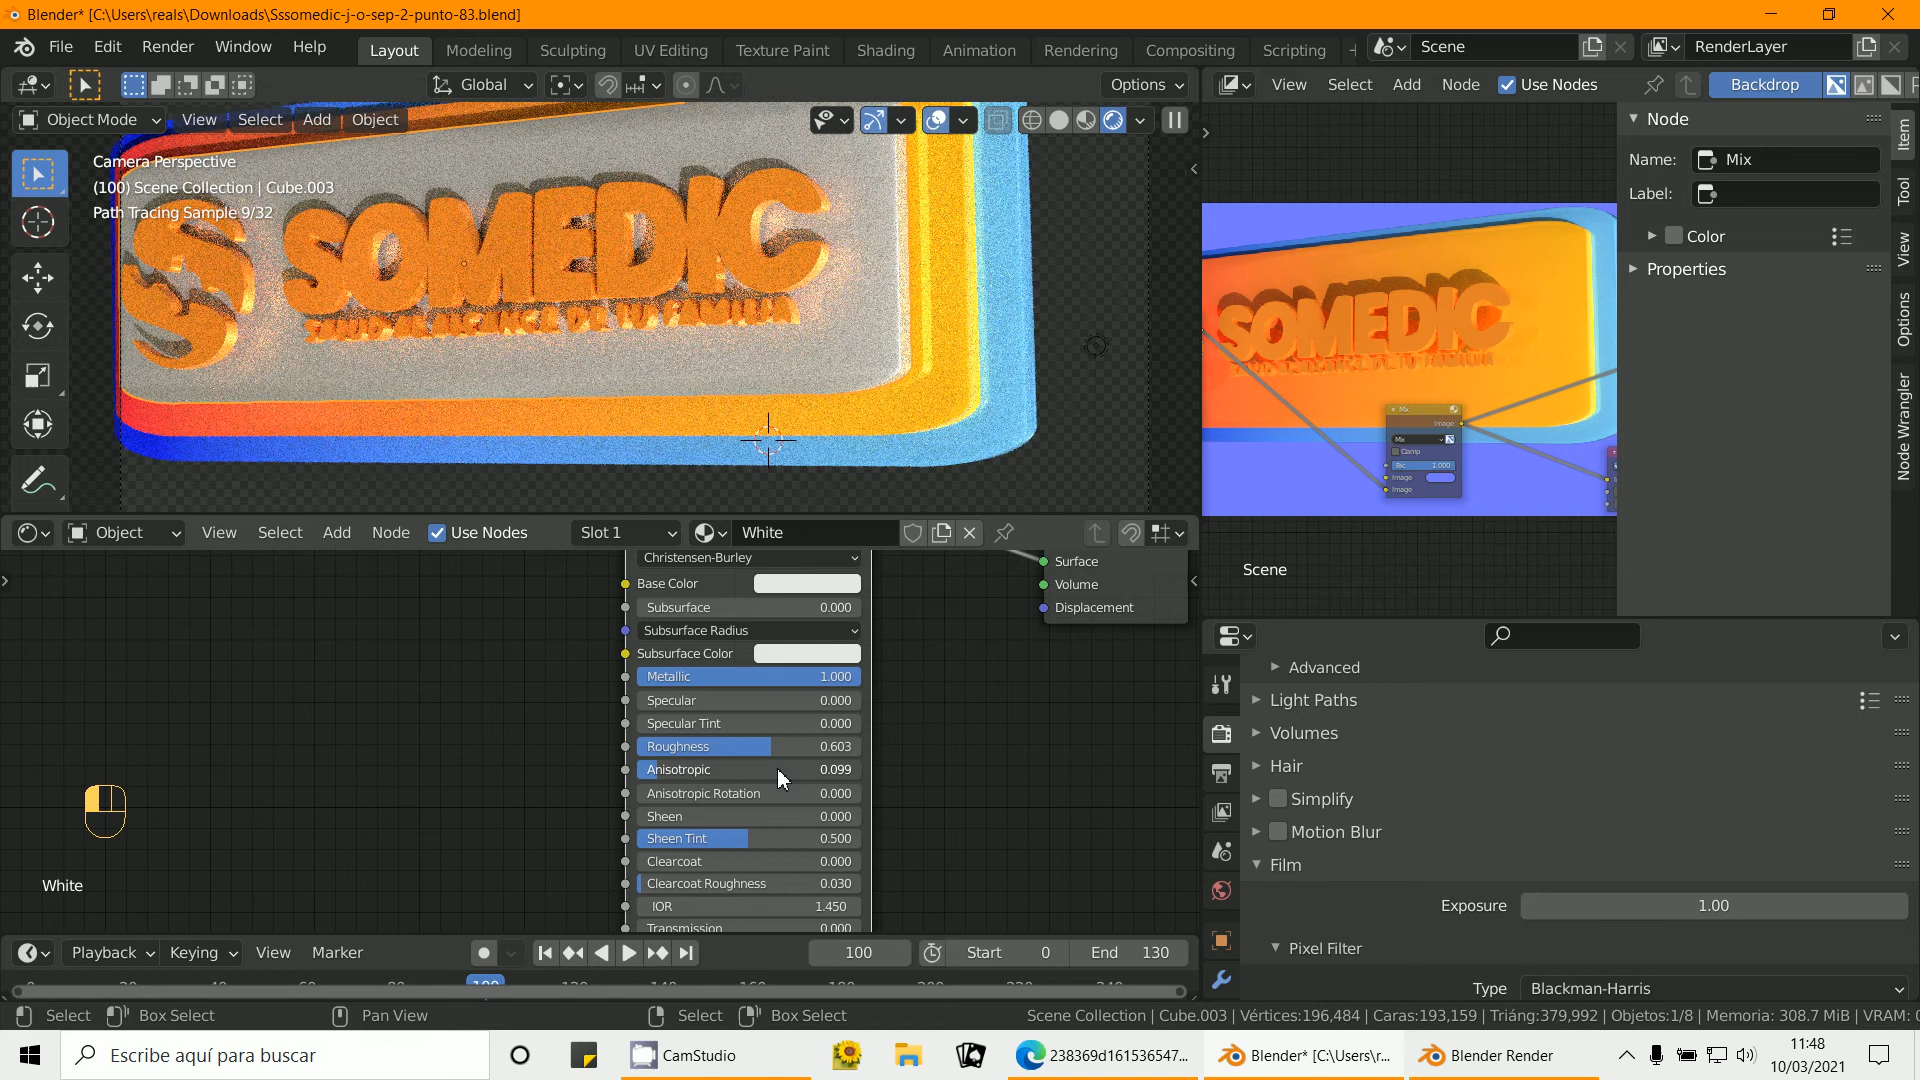 Blender* [C:\Users\reals\Downloads\Sssomedic-j-o-sep-2-punto-83.blend]
File Edit Render Window Help
Layout Modeling Sculpting UV Editing Texture Paint Shading Animation Rendering Compositing Scripting
Scene
RenderLayer
Global
Options
View Select Add Node Use Nodes
Backdrop
Object Mode View Select Add Object
Camera Perspective
(100) Scene Collection | Cube.003
Path Tracing Sample 9/32
S SOMEDIC
SOMEDIC
Mix
Image
Mix
Clamp
Fac 1.000
Image
Image
Node
Name: Mix
Label:
Color
Properties
Item
Tool
View
Options
Node Wrangler
Scene
Object View Select Add Node Use Nodes Slot 1 White
Christensen-Burley
Base Color
Subsurface 0.000
Subsurface Radius
Subsurface Color
Metallic 1.000
Specular 0.000
Specular Tint 0.000
Roughness 0.603
Anisotropic 0.099
Anisotropic Rotation 0.000
Sheen 0.000
Sheen Tint 0.500
Clearcoat 0.000
Clearcoat Roughness 0.030
IOR 1.450
Transmission 0.000
Surface
Volume
Displacement
White
Advanced
Light Paths
Volumes
Hair
Simplify
Motion Blur
Film
Exposure 1.00
Pixel Filter
Type Blackman-Harris
Playback Keying View Marker
100
Start 0
End 130
Select Box Select Pan View Select Box Select
Scene Collection | Cube.003 | Vértices:196,484 | Caras:193,159 | Triáng:379,992 | Objetos:1/8 | Memoria: 308.7 MiB | VRAM: 
Escribe aquí para buscar
CamStudio
238369d161536547...
Blender* [C:\Users\r...
Blender Render
11:48
10/03/2021